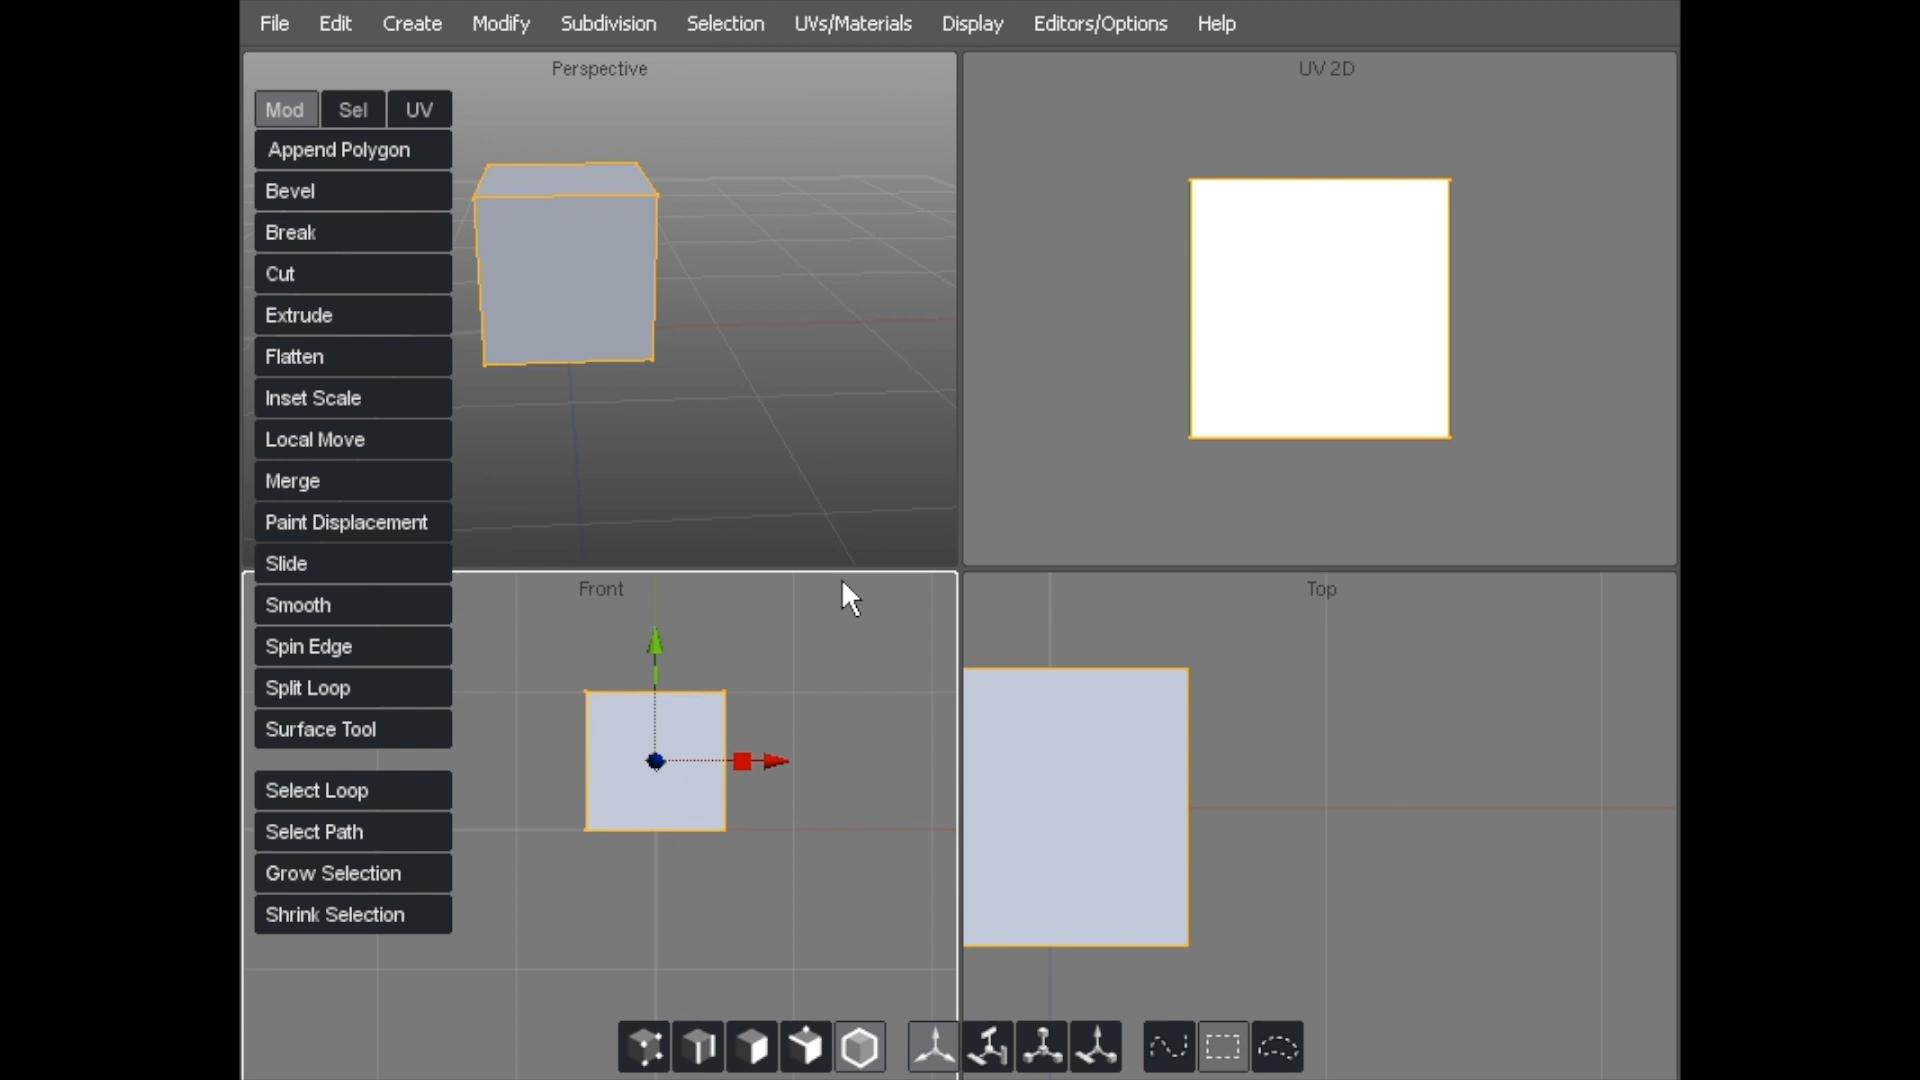 File Edit Create Modify Subdivision Selection UVs/Materials Display Editors/Options Help
Perspective
UV 2D
Mod Sel UV
Append Polygon
Bevel
Break
Cut
Extrude
Flatten
Inset Scale
Local Move
Merge
Paint Displacement
Slide
Smooth
Spin Edge
Split Loop
Surface Tool
Select Loop
Select Path
Grow Selection
Shrink Selection
Front
Top